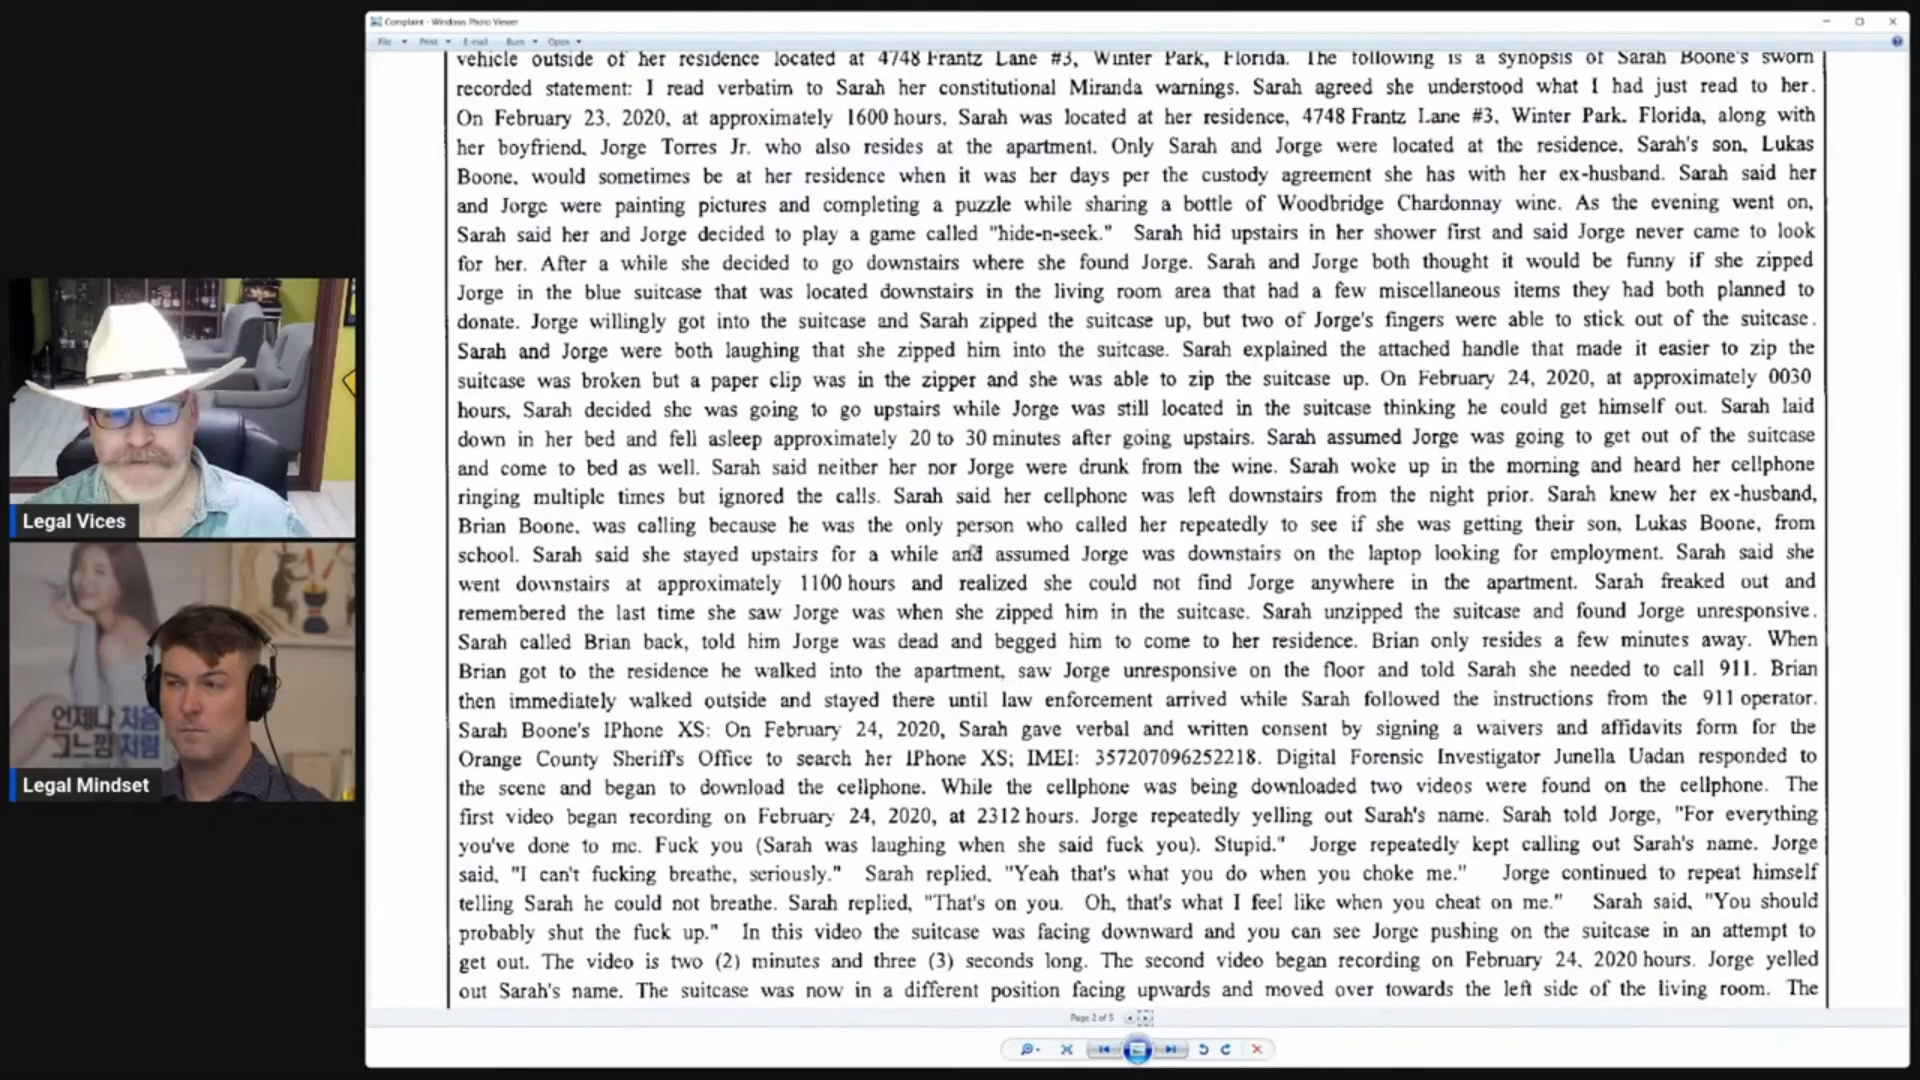 Complaint - Windows Photo Viewer
File Print E-mail Burn Open
vehicle outside of her residence located at 4748 Frantz Lane #3, Winter Park, Florida. The following is a synopsis of Sarah Boone's sworn
recorded statement: I read verbatim to Sarah her constitutional Miranda warnings. Sarah agreed she understood what I had just read to her.
On February 23, 2020, at approximately 1600 hours, Sarah was located at her residence, 4748 Frantz Lane #3, Winter Park. Florida, along with
her boyfriend, Jorge Torres Jr. who also resides at the apartment. Only Sarah and Jorge were located at the residence, Sarah's son, Lukas
Boone, would sometimes be at her residence when it was her days per the custody agreement she has with her ex-husband. Sarah said her
and Jorge were painting pictures and completing a puzzle while sharing a bottle of Woodbridge Chardonnay wine. As the evening went on,
Sarah said her and Jorge decided to play a game called "hide-n-seek." Sarah hid upstairs in her shower first and said Jorge never came to look
for her. After a while she decided to go downstairs where she found Jorge. Sarah and Jorge both thought it would be funny if she zipped
Jorge in the blue suitcase that was located downstairs in the living room area that had a few miscellaneous items they had both planned to
donate. Jorge willingly got into the suitcase and Sarah zipped the suitcase up, but two of Jorge's fingers were able to stick out of the suitcase.
Sarah and Jorge were both laughing that she zipped him into the suitcase. Sarah explained the attached handle that made it easier to zip the
suitcase was broken but a paper clip was in the zipper and she was able to zip the suitcase up. On February 24, 2020, at approximately 0030
hours, Sarah decided she was going to go upstairs while Jorge was still located in the suitcase thinking he could get himself out. Sarah laid
down in her bed and fell asleep approximately 20 to 30 minutes after going upstairs. Sarah assumed Jorge was going to get out of the suitcase
and come to bed as well. Sarah said neither her nor Jorge were drunk from the wine. Sarah woke up in the morning and heard her cellphone
ringing multiple times but ignored the calls. Sarah said her cellphone was left downstairs from the night prior. Sarah knew her ex-husband,
Brian Boone, was calling because he was the only person who called her repeatedly to see if she was getting their son, Lukas Boone, from
school. Sarah said she stayed upstairs for a while and assumed Jorge was downstairs on the laptop looking for employment. Sarah said she
went downstairs at approximately 1100 hours and realized she could not find Jorge anywhere in the apartment. Sarah freaked out and
remembered the last time she saw Jorge was when she zipped him in the suitcase. Sarah unzipped the suitcase and found Jorge unresponsive.
Sarah called Brian back, told him Jorge was dead and begged him to come to her residence. Brian only resides a few minutes away. When
Brian got to the residence he walked into the apartment, saw Jorge unresponsive on the floor and told Sarah she needed to call 911. Brian
then immediately walked outside and stayed there until law enforcement arrived while Sarah followed the instructions from the 911 operator.
Sarah Boone's IPhone XS: On February 24, 2020, Sarah gave verbal and written consent by signing a waivers and affidavits form for the
Orange County Sheriff's Office to search her IPhone XS; IMEI: 357207096252218. Digital Forensic Investigator Junella Uadan responded to
the scene and began to download the cellphone. While the cellphone was being downloaded two videos were found on the cellphone. The
first video began recording on February 24, 2020, at 2312 hours. Jorge repeatedly yelling out Sarah's name. Sarah told Jorge, "For everything
you've done to me. Fuck you (Sarah was laughing when she said fuck you). Stupid." Jorge repeatedly kept calling out Sarah's name. Jorge
said, "I can't fucking breathe, seriously." Sarah replied, "Yeah that's what you do when you choke me." Jorge continued to repeat himself
telling Sarah he could not breathe. Sarah replied, "That's on you. Oh, that's what I feel like when you cheat on me." Sarah said, "You should
probably shut the fuck up." In this video the suitcase was facing downward and you can see Jorge pushing on the suitcase in an attempt to
get out. The video is two (2) minutes and three (3) seconds long. The second video began recording on February 24, 2020 hours. Jorge yelled
out Sarah's name. The suitcase was now in a different position facing upwards and moved over towards the left side of the living room. The
Page 2 of 5
Legal Vices
언제나 처음
그느낌 처럼
Legal Mindset